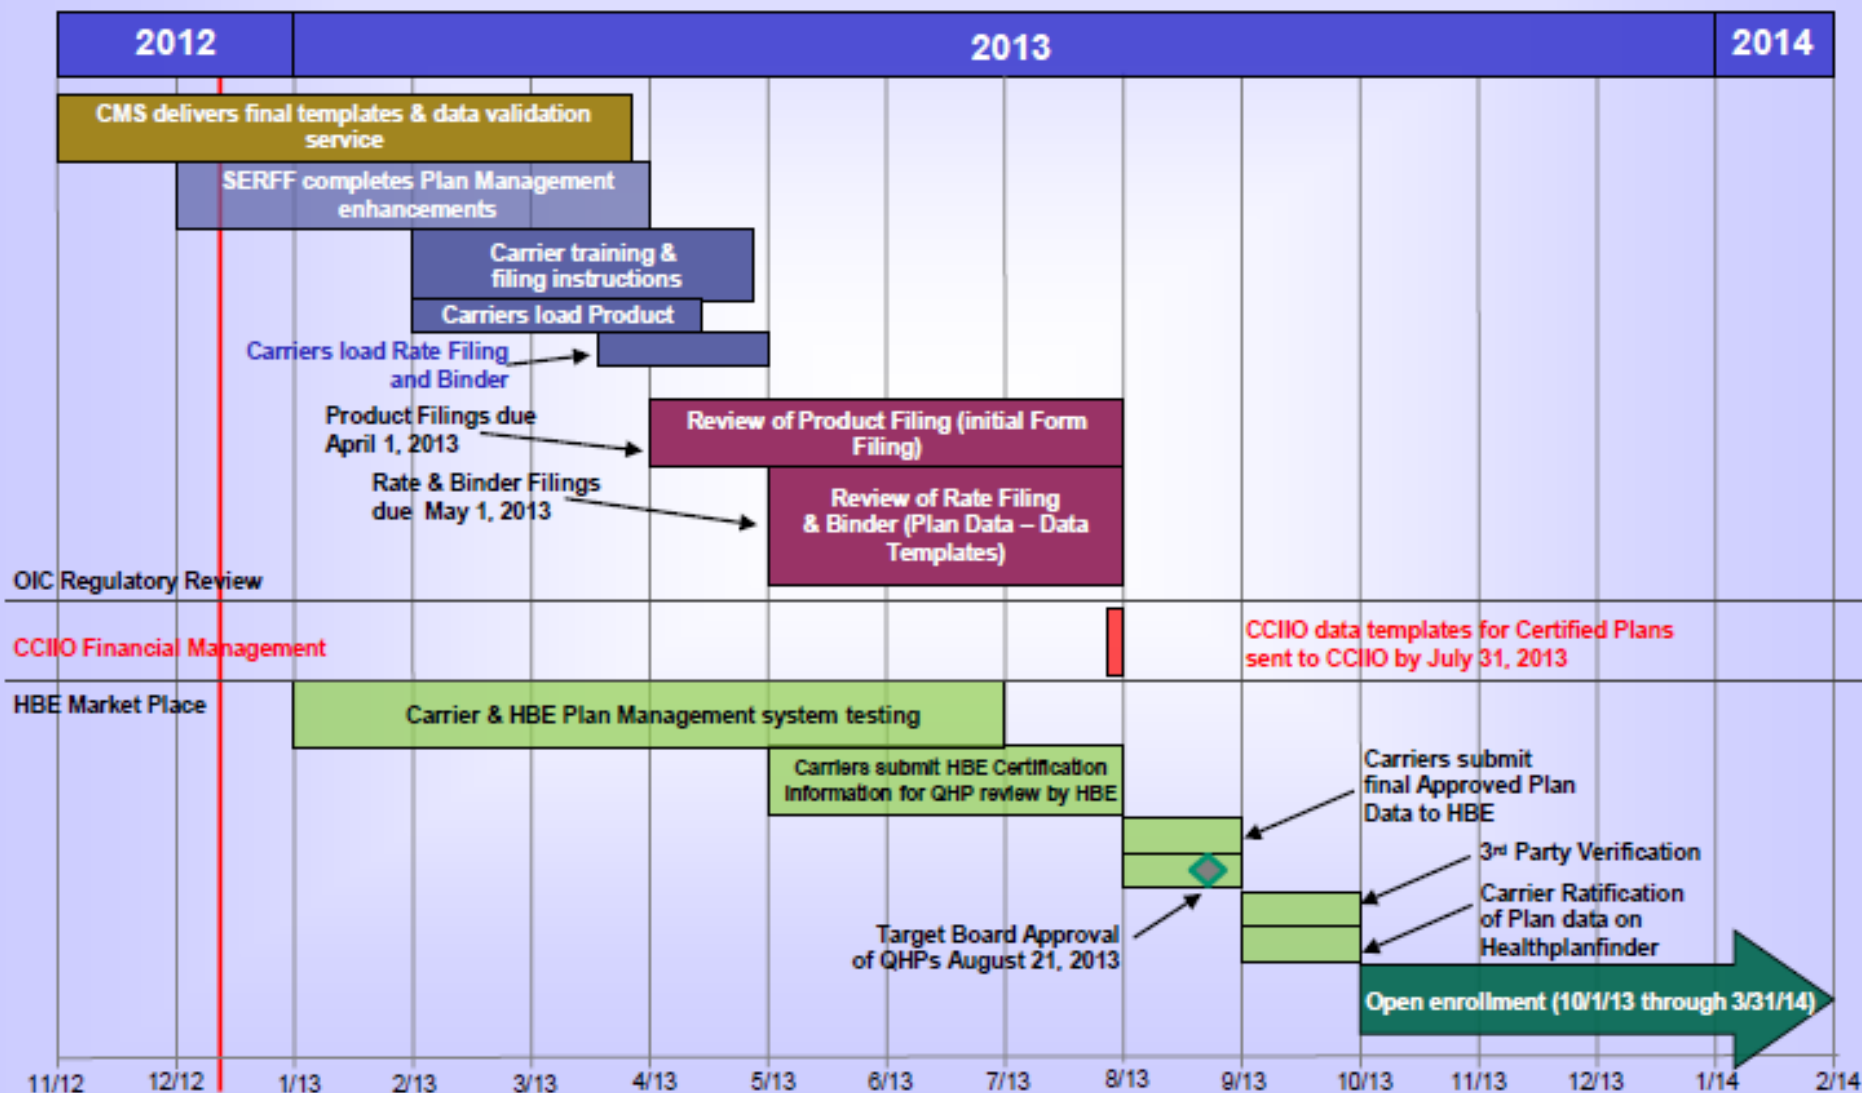 2012
2013
2014
CMS delivers final templates & data validation
service
SERFF completes Plan Management
enhancements
Carrier training &
filing instructions
Carriers load Product
Carriers load Rate Filing
and Binder
Product Filings due
April 1, 2013
Review of Product Filing (initial Form
Filing)
Rate & Binder Filings
due May 1, 2013
Review of Rate Filing
& Binder (Plan Data – Data
Templates)
OIC Regulatory Review
CCIIO Financial Management
CCIIO data templates for Certified Plans
sent to CCIIO by July 31, 2013
HBE Market Place
Carrier & HBE Plan Management system testing
Carriers submit HBE Certification
Information for QHP review by HBE
Carriers submit
final Approved Plan
Data to HBE
3rd Party Verification
Carrier Ratification
of Plan data on
Healthplanfinder
Target Board Approval
of QHPs August 21, 2013
Open enrollment (10/1/13 through 3/31/14)
11/12
12/12
1/13
2/13
3/13
4/13
5/13
6/13
7/13
8/13
9/13
10/13
11/13
12/13
1/14
2/14